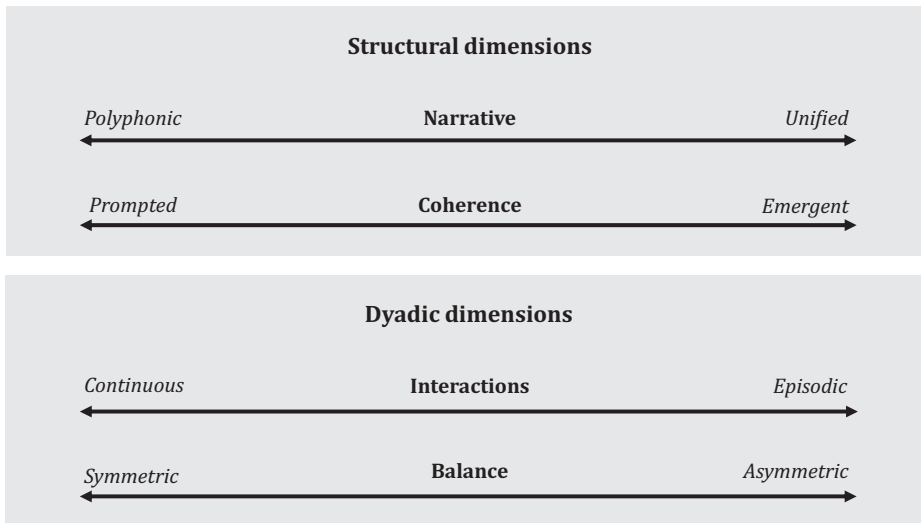 Structural dimensions
Polyphonic Narrative Unified
Prompted Coherence Emergent
Dyadic dimensions
Continuous Interactions Episodic
Symmetric Balance Asymmetric